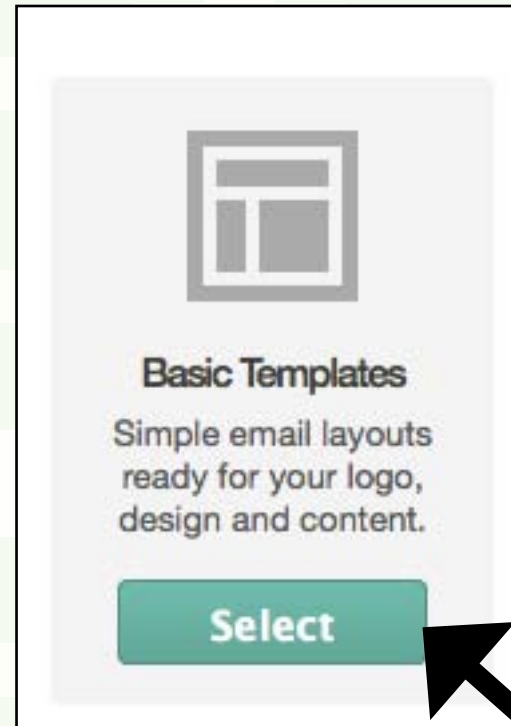 Basic Templates
Simple email layouts
ready for your logo,
design and content.
Select